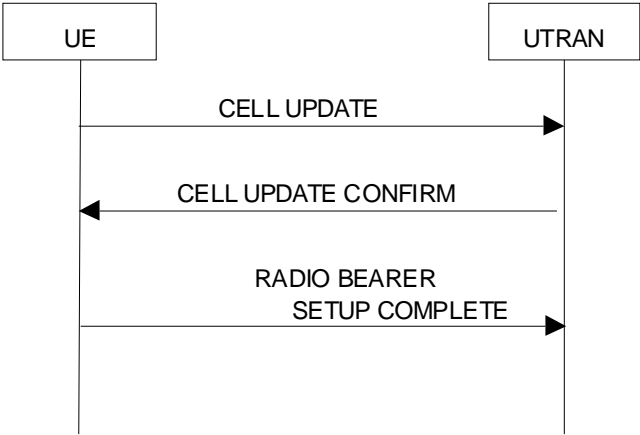 UE
UTRAN
CELL UPDATE
CELL UPDATE CONFIRM
RADIO BEARER
SETUP COMPLETE